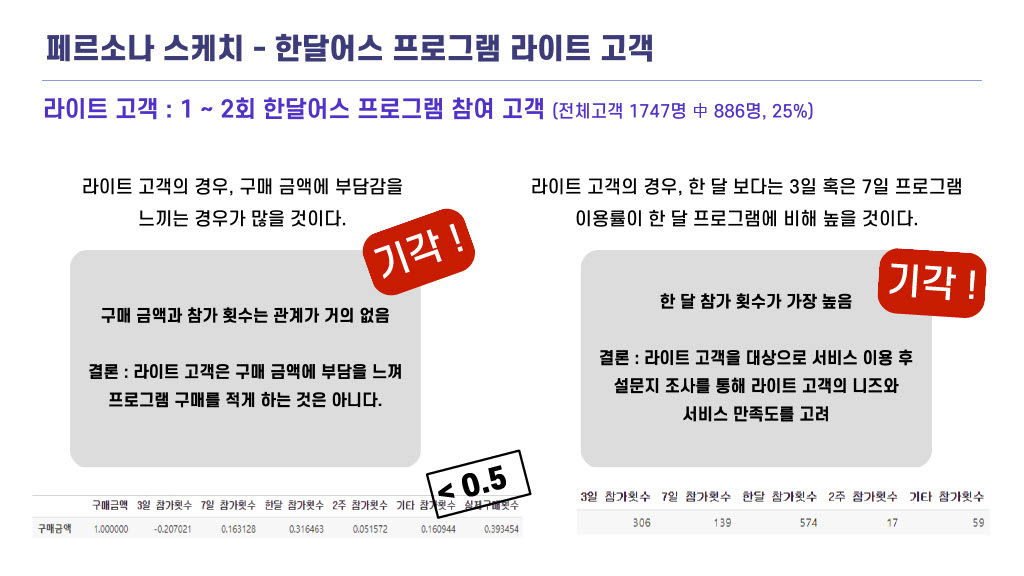 페르소나 스케치 - 한달어스 프로그램 라이트 고객
라이트 고객 : 1 ~ 2회 한달어스 프로그램 참여 고객 (전체고객 1747명 中 886명, 25%)
라이트 고객의 경우, 구매 금액에 부담감을
느끼는 경우가 많을 것이다.
기각 !
구매 금액과 참가 횟수는 관계가 거의 없음
결론 : 라이트 고객은 구매 금액에 부담을 느껴
프로그램 구매를 적게 하는 것은 아니다.
< 0.5
구매금액 3일 참가횟수 7일 참가횟수 한달 참가횟수 2주 참가횟수 기타 참가횟수 실제구매횟수
구매금액 1.000000 -0.207021 0.163128 0.316463 0.051572 0.160944 0.393454
라이트 고객의 경우, 한 달 보다는 3일 혹은 7일 프로그램
이용률이 한 달 프로그램에 비해 높을 것이다.
기각 !
한 달 참가 횟수가 가장 높음
결론 : 라이트 고객을 대상으로 서비스 이용 후
설문지 조사를 통해 라이트 고객의 니즈와
서비스 만족도를 고려
3일 참가횟수 7일 참가횟수 한달 참가횟수 2주 참가횟수 기타 참가횟수
306 139 574 17 59